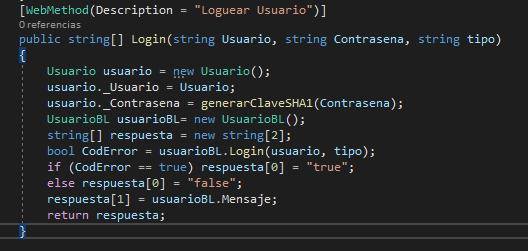 [WebMethod(Description = "Loguear Usuario")]
0 referencias
public string[] Login(string Usuario, string Contrasena, string tipo)
{
Usuario usuario = new Usuario();
usuario._Usuario = Usuario;
usuario._Contrasena = generarClaveSHA1(Contrasena);
UsuarioBL usuarioBL= new UsuarioBL();
string[] respuesta = new string[2];
bool CodError = usuarioBL.Login(usuario, tipo);
if (CodError == true) respuesta[0] = "true";
else respuesta[0] = "false";
respuesta[1] = usuarioBL.Mensaje;
return respuesta;
}